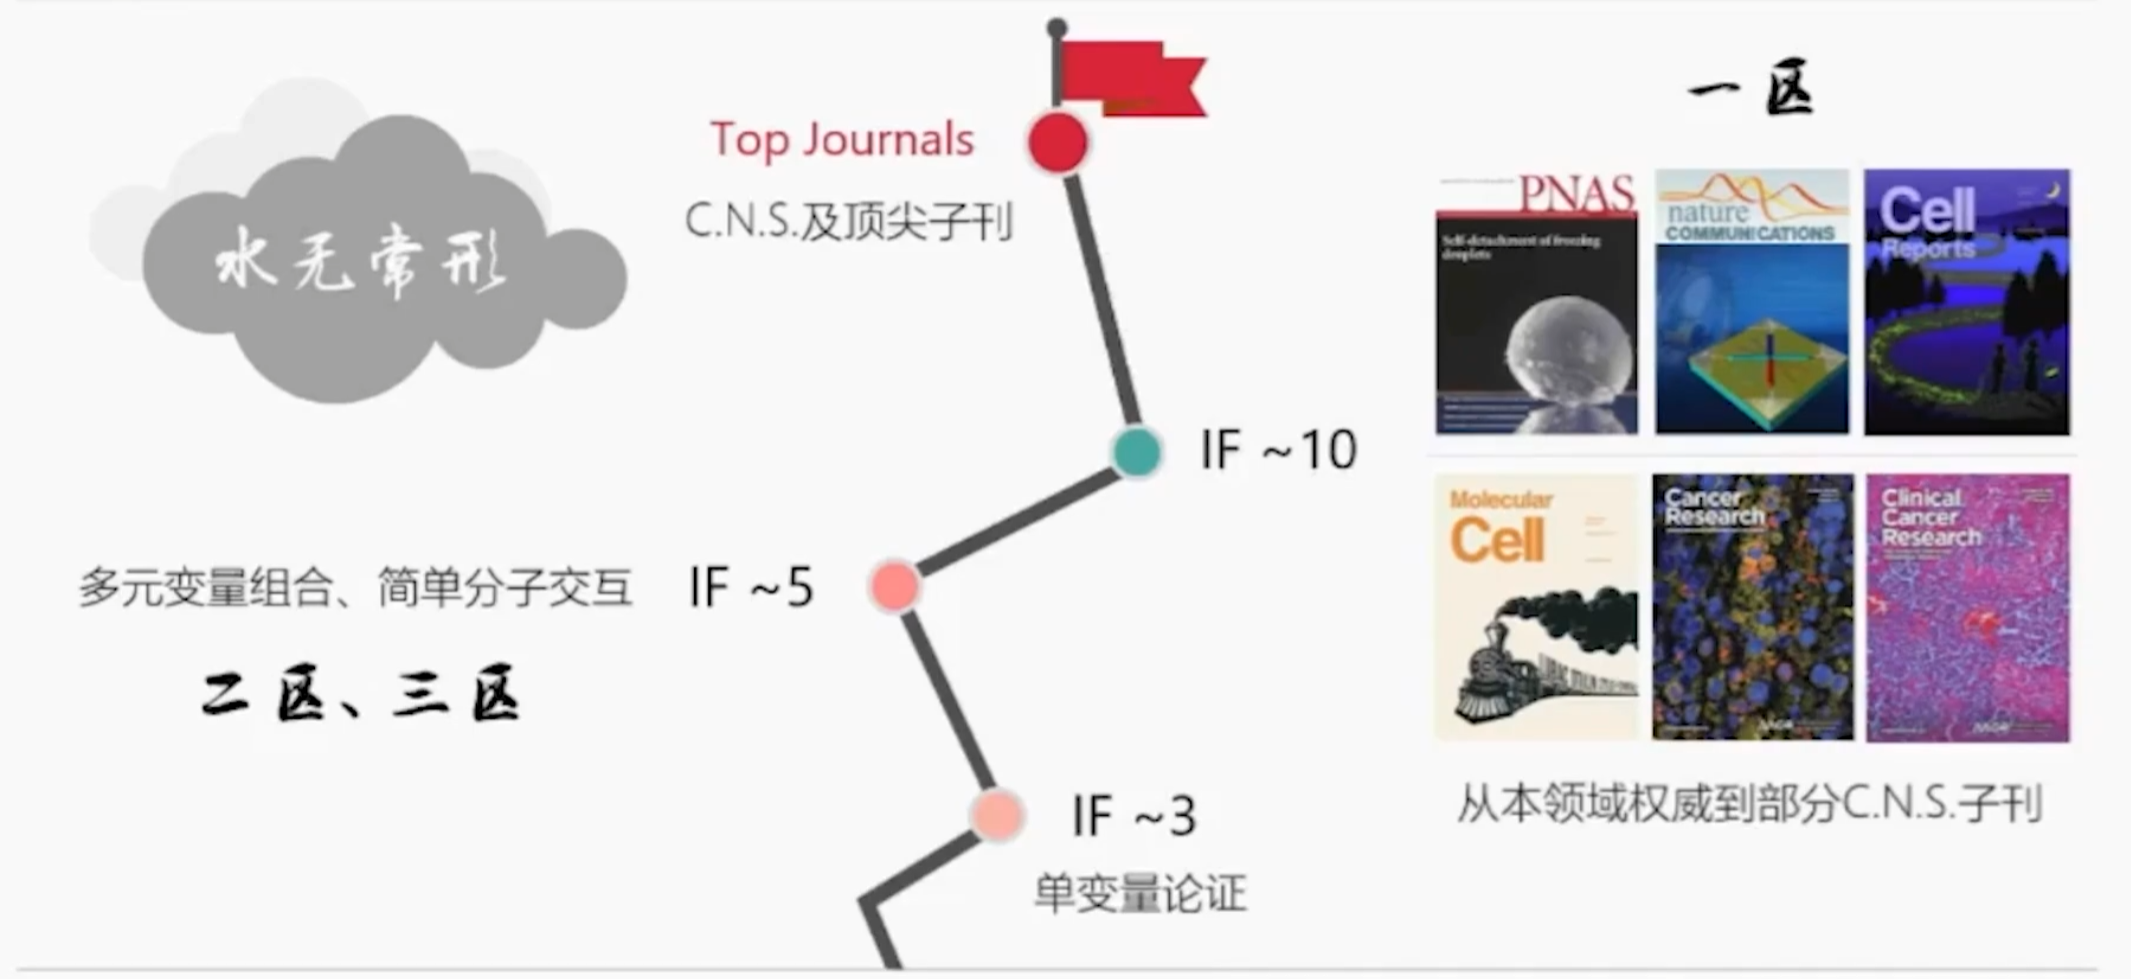 水无常形
Top Journals
C.N.S.及顶尖子刊
IF ~10
多元变量组合、简单分子交互
IF ~5
二区、三区
IF ~3
单变量论证
一区
PNAS
Self-detachment of freezing
droplets
nature
COMMUNICATIONS
Cell
Reports
Molecular
Cell
Cancer
Research
Clinical
Cancer
Research
从本领域权威到部分C.N.S.子刊